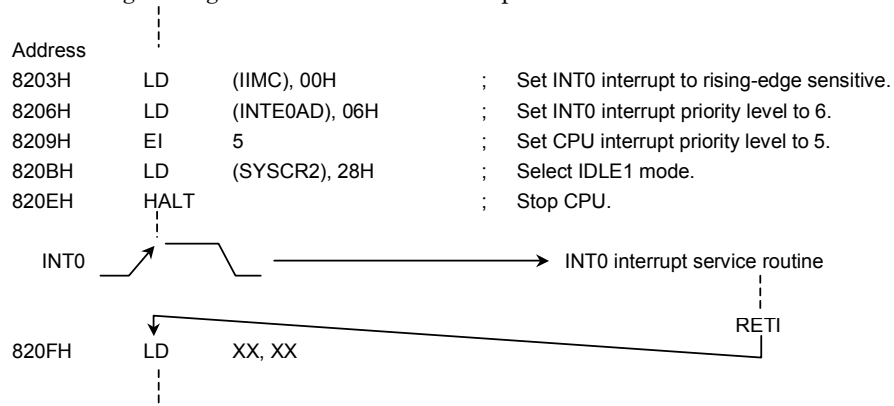 Address
8203H LD (IIMC), 00H ; Set INT0 interrupt to rising-edge sensitive.
8206H LD (INTE0AD), 06H ; Set INT0 interrupt priority level to 6.
8209H EI 5 ; Set CPU interrupt priority level to 5.
820BH LD (SYSCR2), 28H ; Select IDLE1 mode.
820EH HALT ; Stop CPU.
INT0 INT0 interrupt service routine
RETI
820FH LD XX, XX